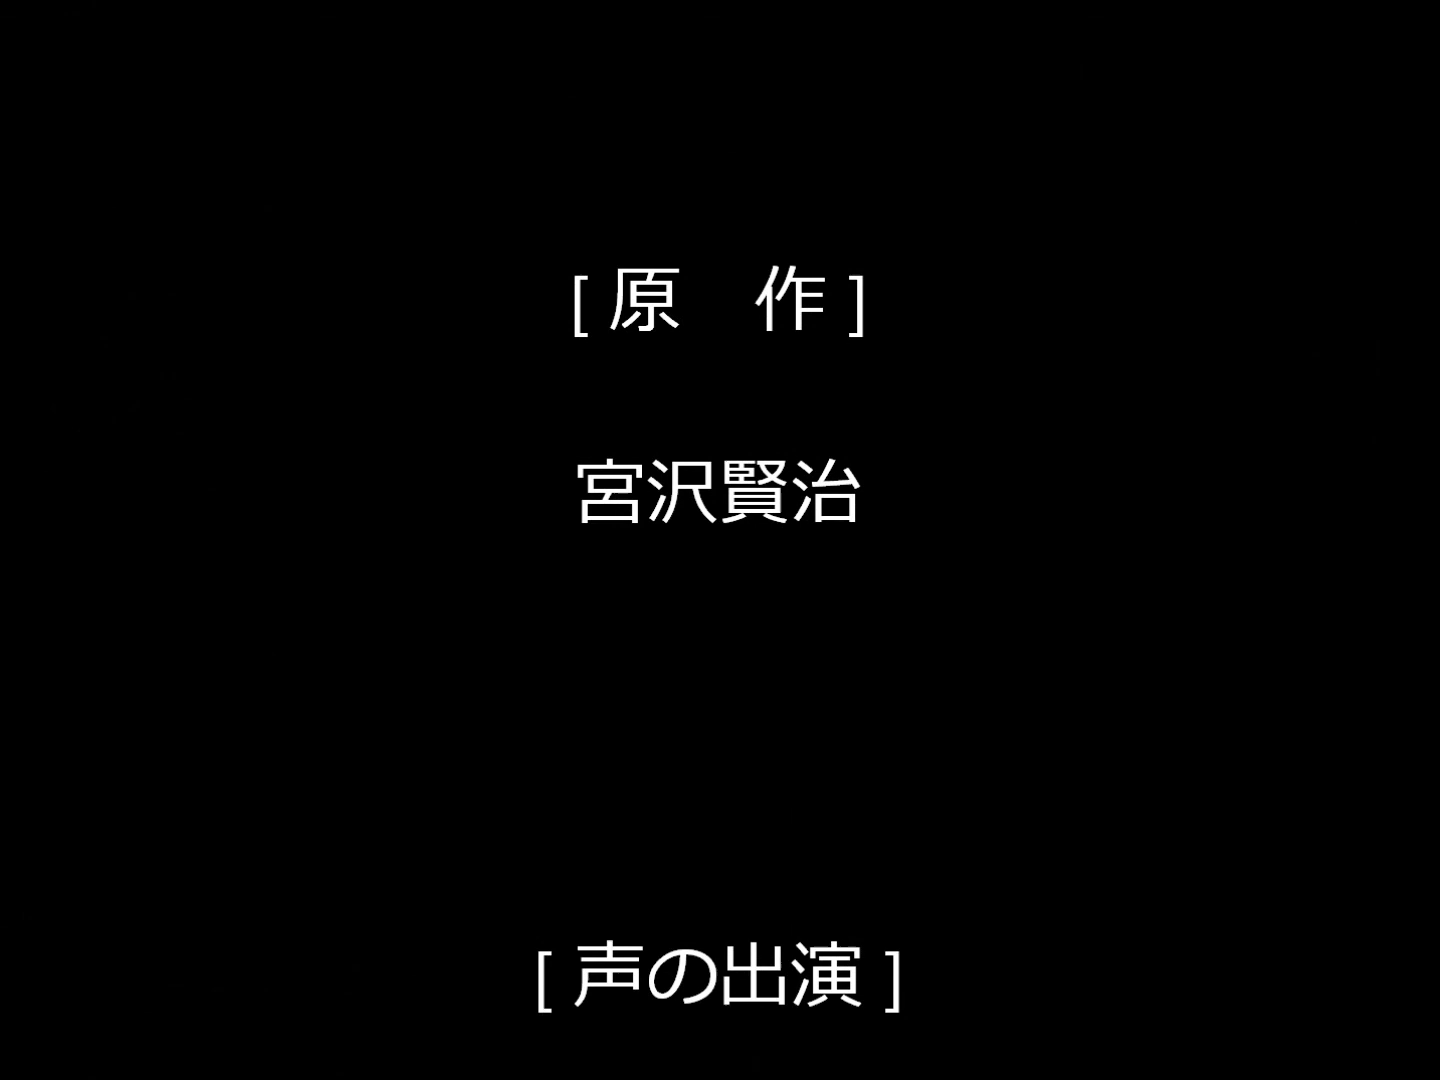 [ 原　作 ]
宮沢賢治
[ 声の出演 ]